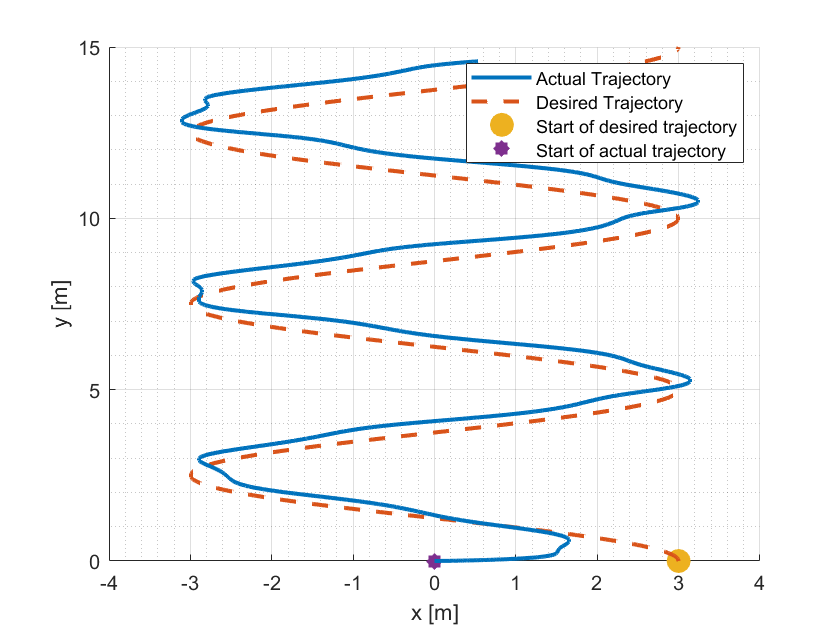 15
Actual Trajectory
Desired Trajectory
Start of desired trajectory
Start of actual trajectory
10
y [m]
5
0
-4 -3 -2 -1 0 1 2 3 4
x [m]